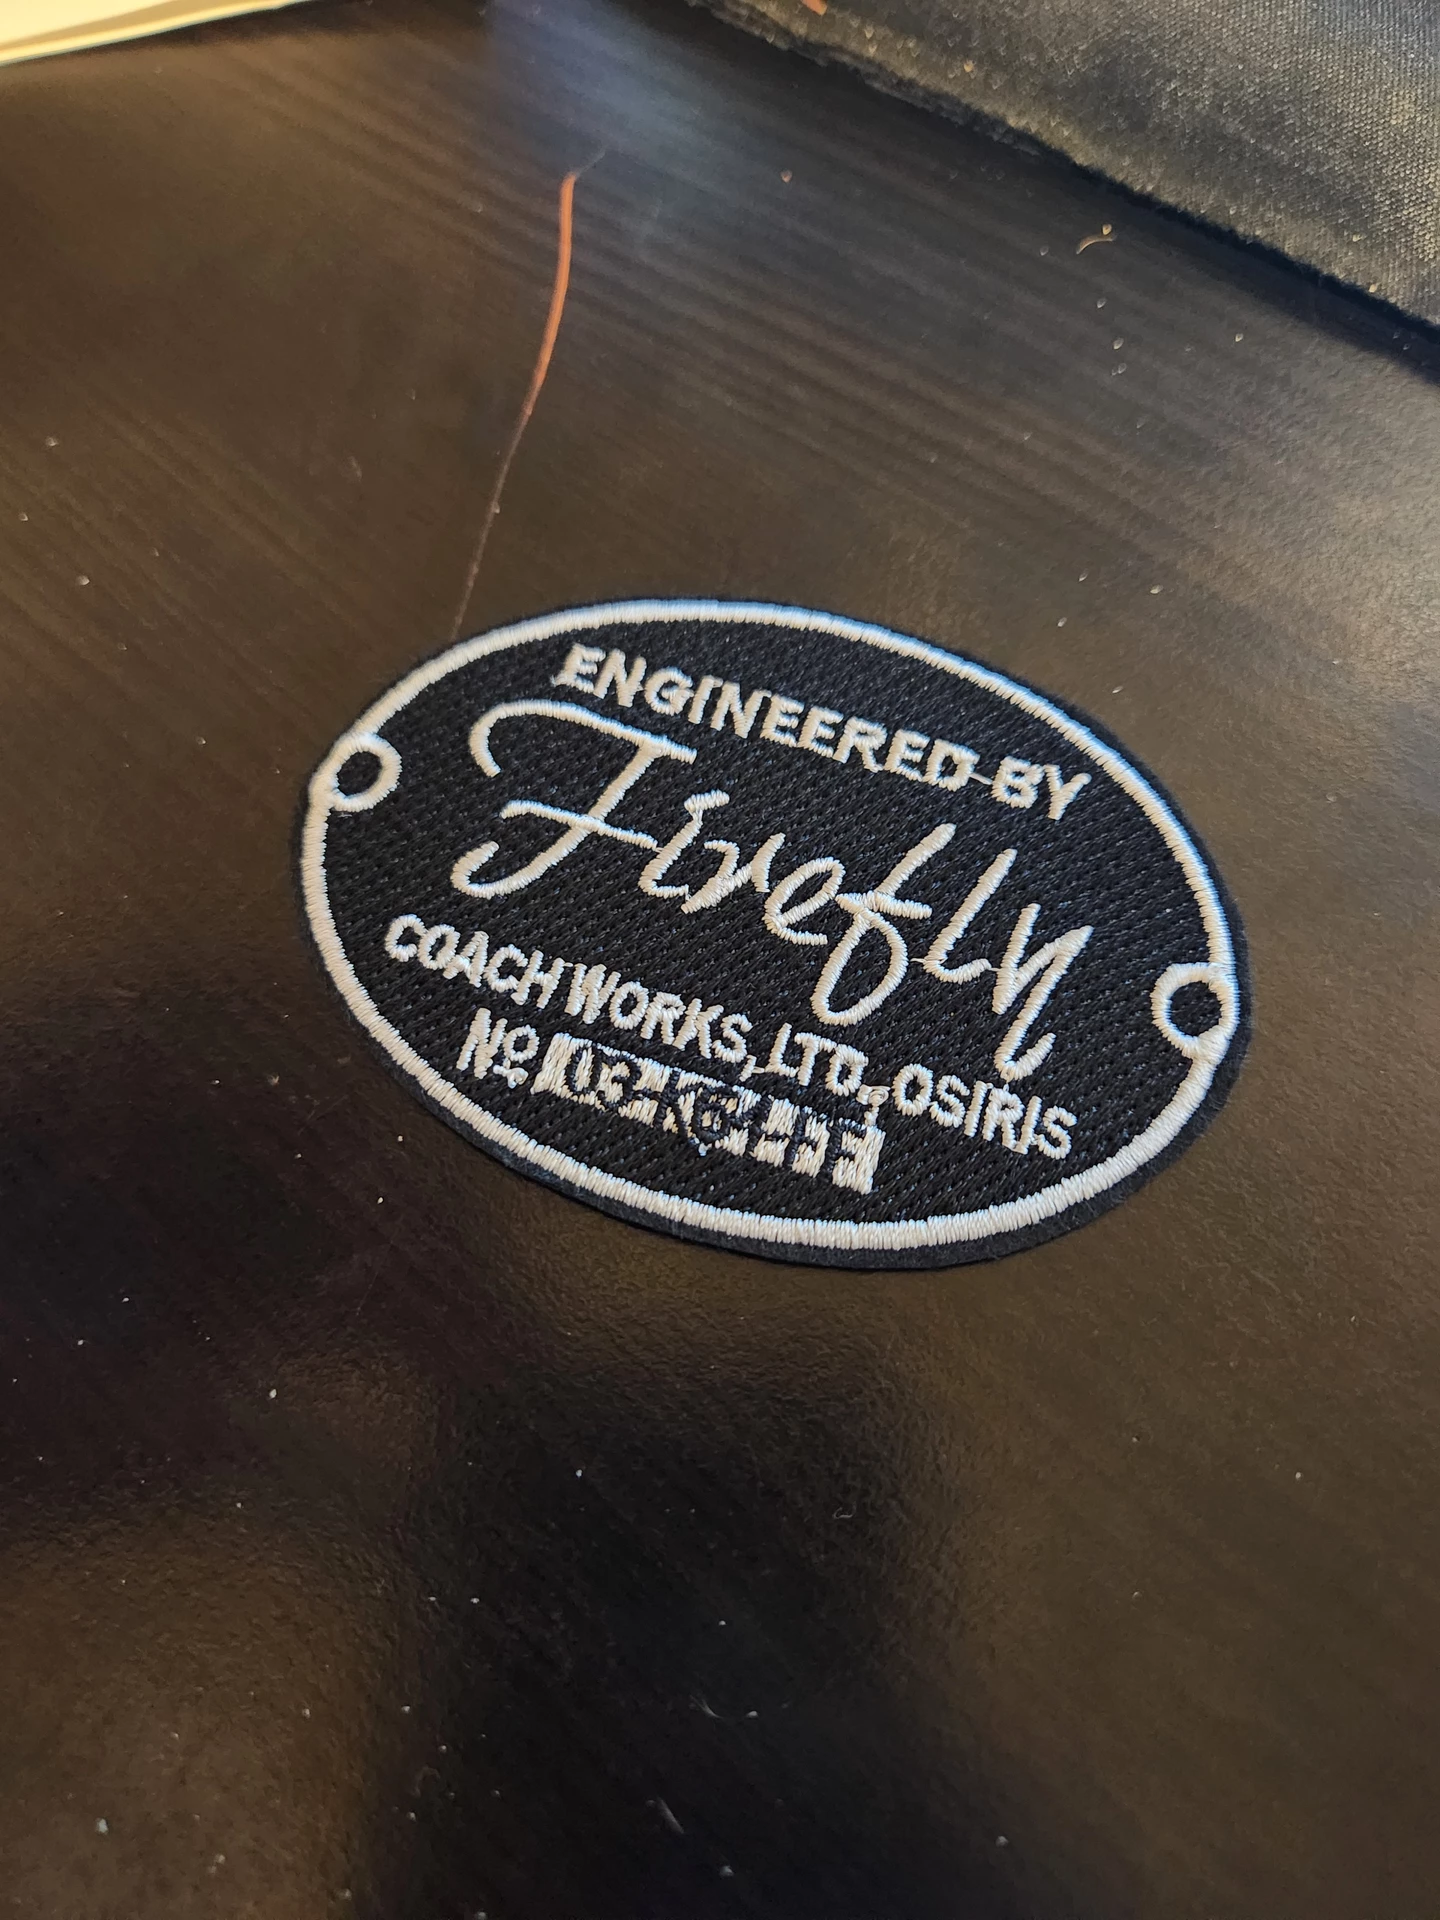 ENGINEERED BY
Firefly
COACH WORKS, LTD., OSIRIS
Nº